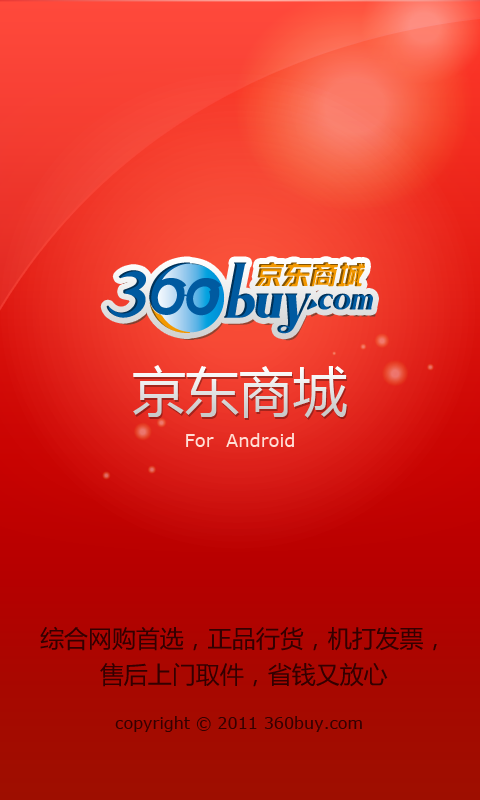 京东商城
360buy.com
京东商城
For Android
综合网购首选，正品行货，机打发票，
售后上门取件，省钱又放心
copyright © 2011 360buy.com